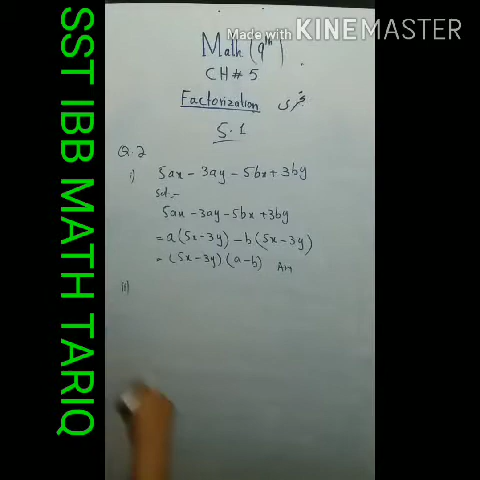 Made with KINEMASTER
SST IBB MATH TARIQ
Math (9th)
CH # 5
Factorization
5.1
Q.2
i) 5ax - 3ay - 5bx + 3by
Sol:-
5ax - 3ay - 5bx + 3by
= a(5x-3y) - b(5x-3y)
= (5x-3y)(a-b) Ans
ii)